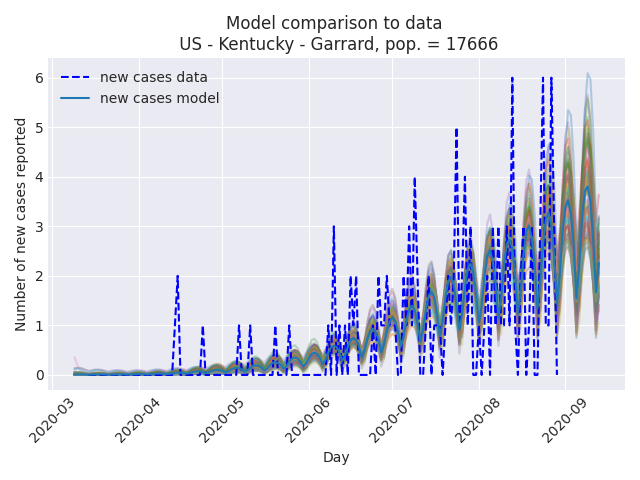 Model comparison to data
US - Kentucky - Garrard, pop. = 17666
new cases data
new cases model
Number of new cases reported
6
5
4
3
2
1
0
2020-03
2020-04
2020-05
2020-06
2020-07
2020-08
2020-09
Day